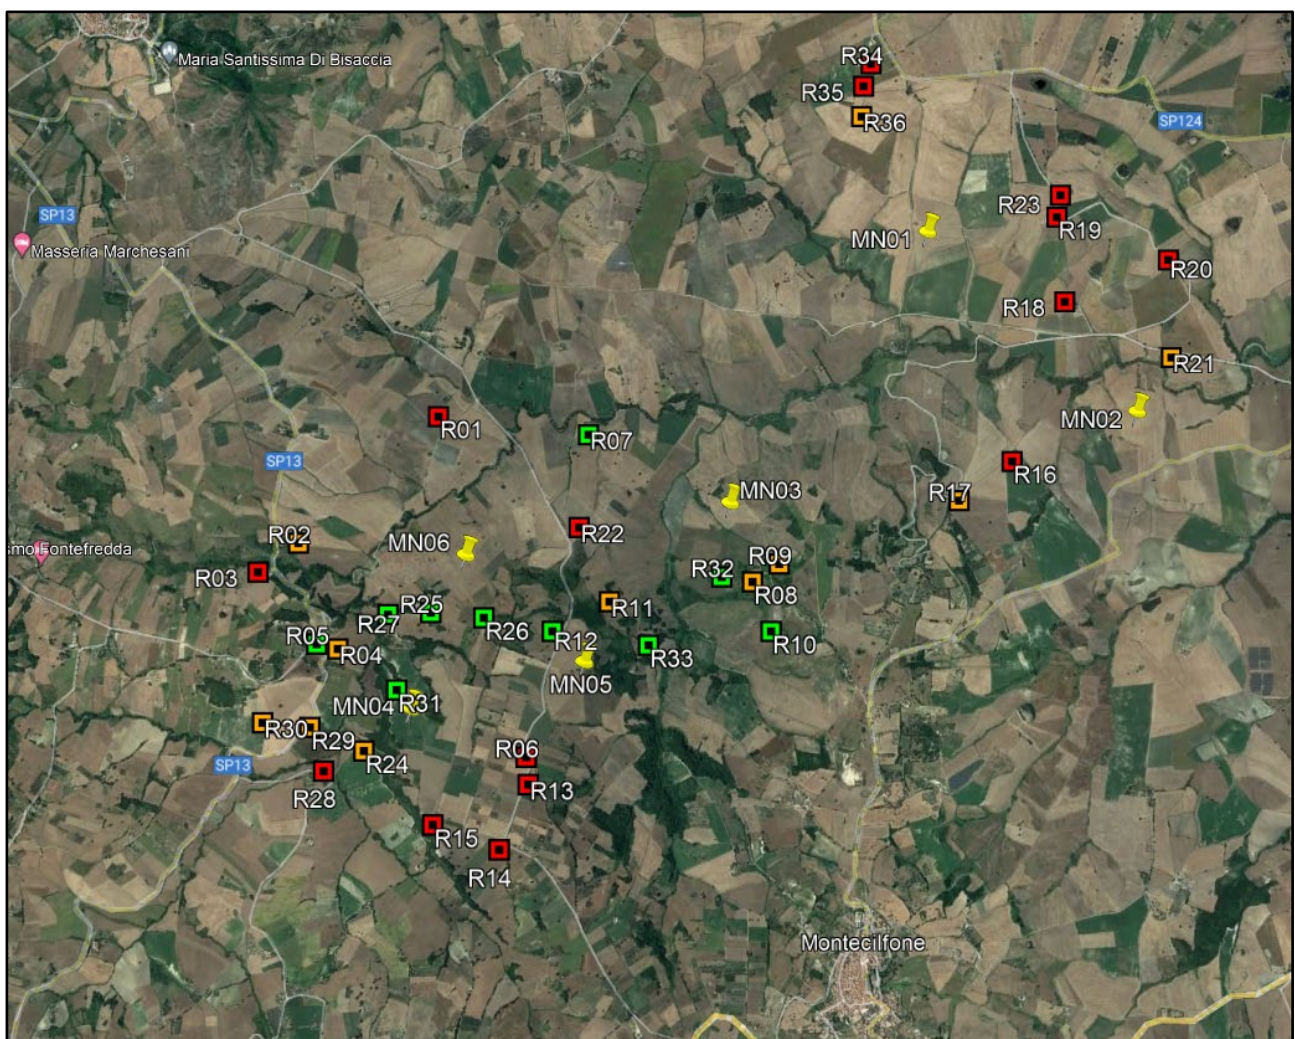 R34
Maria Santissima Di Bisaccia
R35
R36
SP124
R23
SP13
R19
MN01
Masseria Marchesani
R20
R18
R21
MN02
R01
R07
SP13
R16
MN03
R17
R22
R02
MN06
smo Fontefredda
R09
R32
R03
R08
R25
R11
R27
R26
R05
R12
R10
R04
R33
MN05
MN04
R31
R30
R29
R06
R24
SP13
R13
R28
R15
R14
Montecilfone